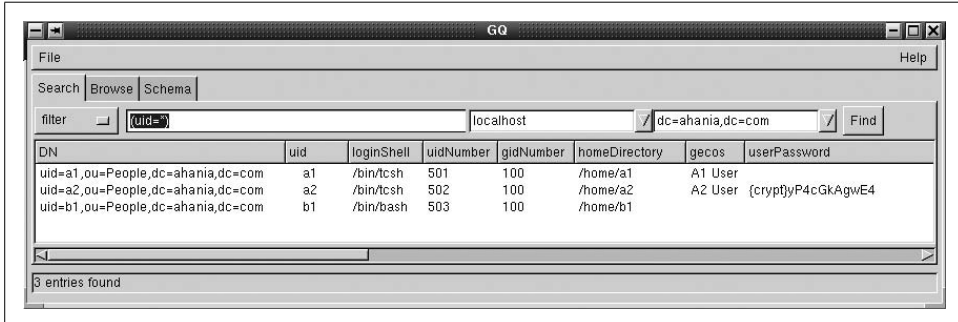 GQ
File Help
Search Browse Schema
filter (uid=*) localhost dc=ahania,dc=com Find
DN uid loginShell uidNumber gidNumber homeDirectory gecos userPassword
uid=a1,ou=People,dc=ahania,dc=com a1 /bin/tcsh 501 100 /home/a1 A1 User
uid=a2,ou=People,dc=ahania,dc=com a2 /bin/tcsh 502 100 /home/a2 A2 User {crypt}yP4cGkAgwE4
uid=b1,ou=People,dc=ahania,dc=com b1 /bin/bash 503 100 /home/b1
3 entries found